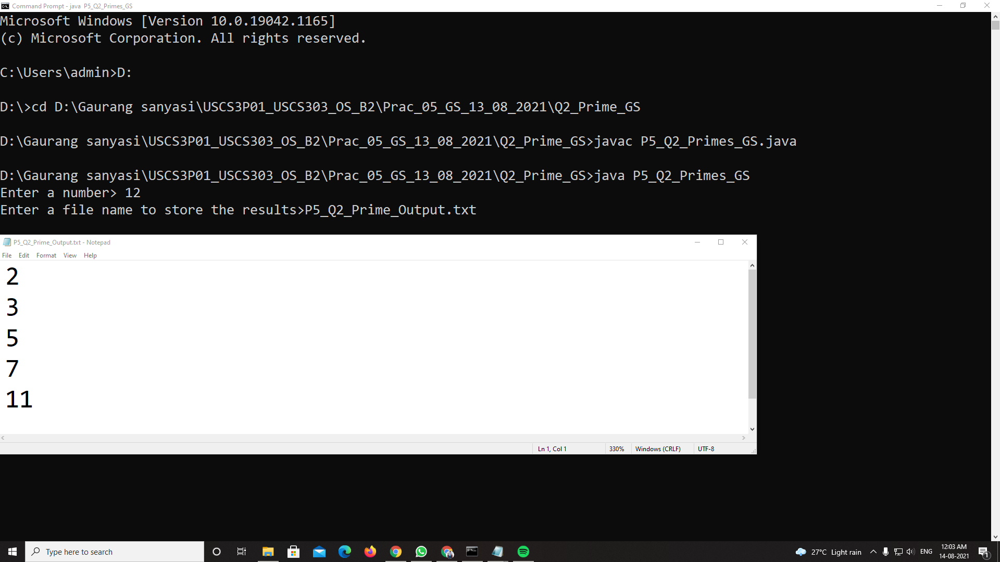 Command Prompt - java  P5_Q2_Primes_GS
Microsoft Windows [Version 10.0.19042.1165]
(c) Microsoft Corporation. All rights reserved.
C:\Users\admin>D:
D:\>cd D:\Gaurang sanyasi\USCS3P01_USCS303_OS_B2\Prac_05_GS_13_08_2021\Q2_Prime_GS
D:\Gaurang sanyasi\USCS3P01_USCS303_OS_B2\Prac_05_GS_13_08_2021\Q2_Prime_GS>javac P5_Q2_Primes_GS.java
D:\Gaurang sanyasi\USCS3P01_USCS303_OS_B2\Prac_05_GS_13_08_2021\Q2_Prime_GS>java P5_Q2_Primes_GS
Enter a number> 12
Enter a file name to store the results>P5_Q2_Prime_Output.txt
P5_Q2_Prime_Output.txt - Notepad
File Edit Format View Help
2
3
5
7
11
Ln 1, Col 1 330% Windows (CRLF) UTF-8
Type here to search
27°C Light rain
ENG
12:03 AM
14-08-2021
1